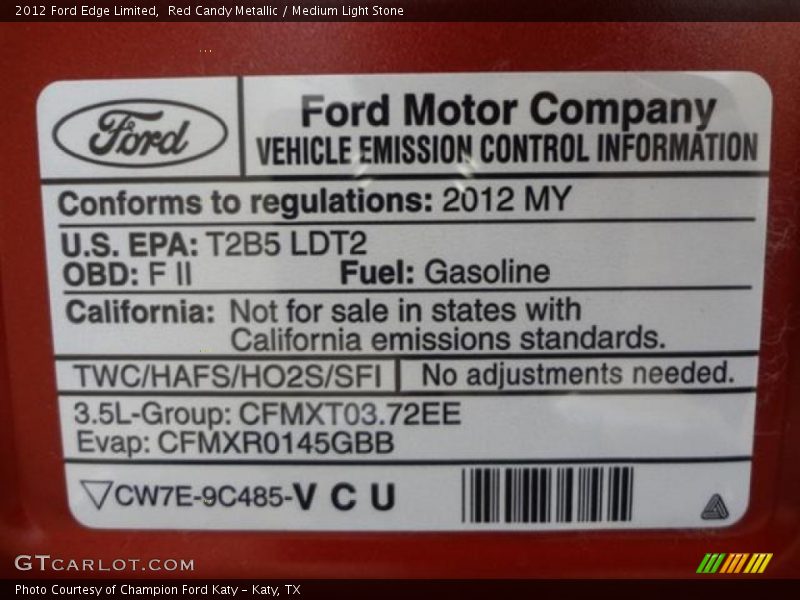 2012 Ford Edge Limited,  Red Candy Metallic / Medium Light Stone
Ford
Ford Motor Company
VEHICLE EMISSION CONTROL INFORMATION
Conforms to regulations: 2012 MY
U.S. EPA: T2B5 LDT2
OBD: F II Fuel: Gasoline
California: Not for sale in states with
California emissions standards.
TWC/HAFS/HO2S/SFI No adjustments needed.
3.5L-Group: CFMXT03.72EE
Evap: CFMXR0145GBB
CW7E-9C485-V C U
GTCARLOT.COM
Photo Courtesy of Champion Ford Katy - Katy, TX